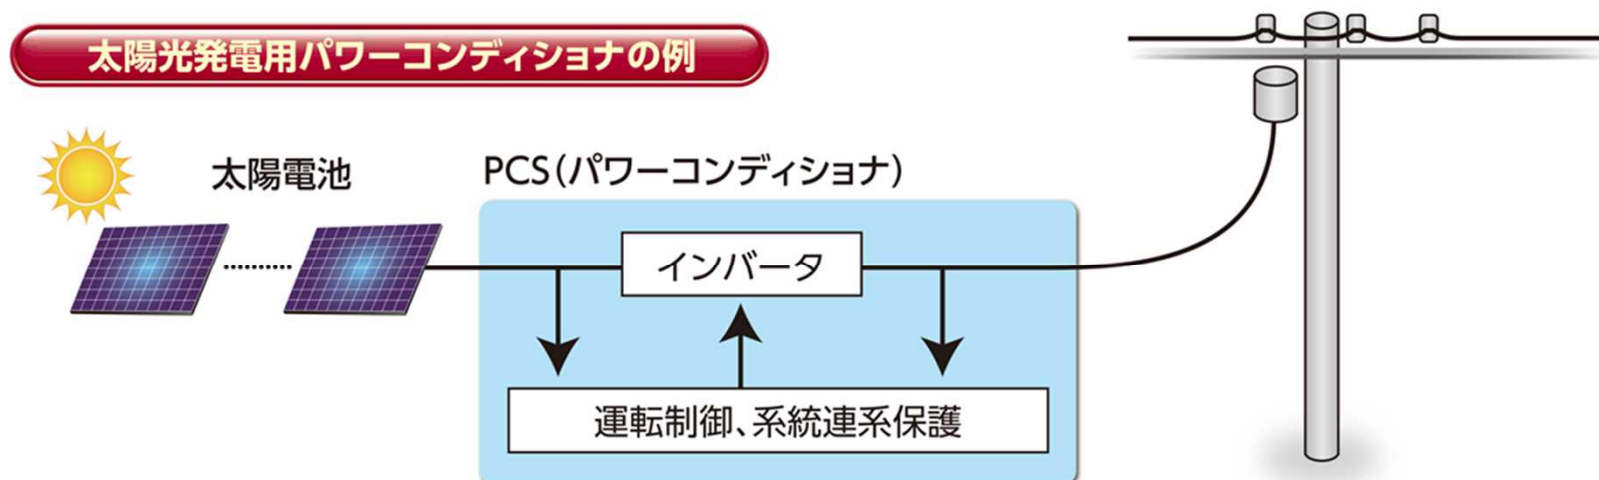 太陽光発電用パワーコンディショナの例
太陽電池
PCS(パワーコンディショナ)
インバータ
運転制御、系統連系保護